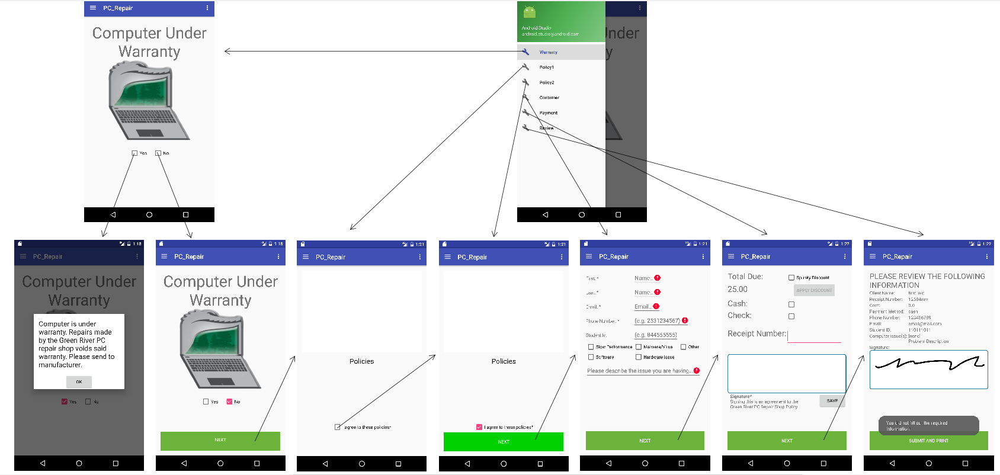 PC_Repair
Computer Under
Warranty
Yes
No
Android Studio
android.studio@android.com
Warranty
Policy1
Policy2
Costumer
Payment
Review
Under
y
1:18
PC_Repair
Computer Under
Warranty
Computer is under
warranty. Repairs made
by the Green River PC
repair shop voids said
warranty. Please send to
manufacturer.
OK
Yes
No
1:18
PC_Repair
Computer Under
Warranty
Yes
No
NEXT
1:21
PC_Repair
Policies
I agree to these policies*
1:21
PC_Repair
Policies
I agree to these policies*
NEXT
1:21
PC_Repair
First: *
Name...
Last: *
Name...
Email: *
Email...
Phone Number: *
(e.g. 2531234567)
Student Id:
(e.g. 844555555)
Slow Performance
Malware/Virus
Other
Software
Hardware Issue
Please describe the issue you are having...
NEXT
1:22
PC_Repair
Total Due:
Spunky Discount
25.00
APPLY DISCOUNT
Cash:
Check:
Receipt Number:
Signature*
Signing this is an agreement to the
Green River PC Repair Shop Policy
SAVE
NEXT
1:22
PC_Repair
PLEASE REVIEW THE FOLLOWING
INFORMATION
Client Name: first last
Receipt Number: 12584aav
Cost: 0.0
Payment Method: cash
Phone Number: 123456789
Email: email@mail.com
Student ID: 110111011
Computer Issue(s): [none]
Problem Description
Signature:
You did not fill out the required
information.
SUBMIT AND PRINT